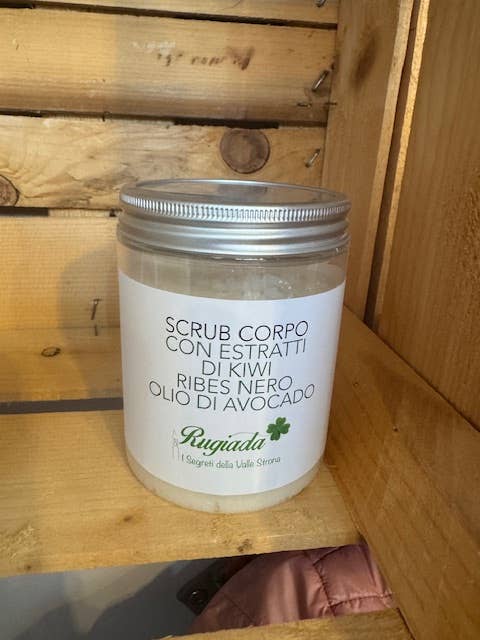 SCRUB CORPO
CON ESTRATTI
DI KIWI
RIBES NERO
OLIO DI AVOCADO
Rugiada
I Segreti della Valle Strona